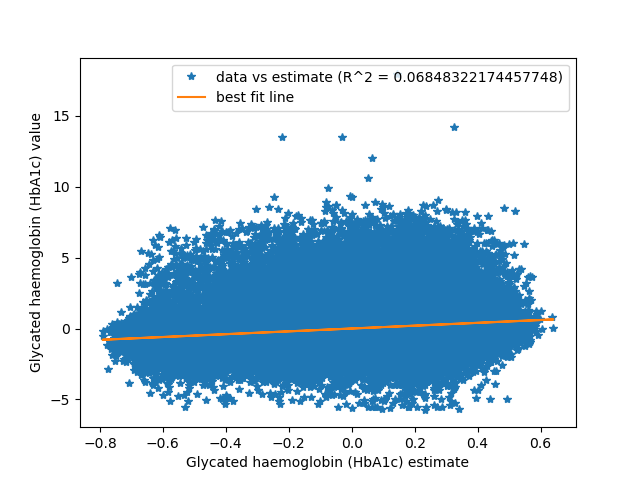 data vs estimate (R^2 = 0.06848322174457748)
best fit line
Glycated haemoglobin (HbA1c) value
15
10
5
0
−5
−0.8 −0.6 −0.4 −0.2 0.0 0.2 0.4 0.6
Glycated haemoglobin (HbA1c) estimate